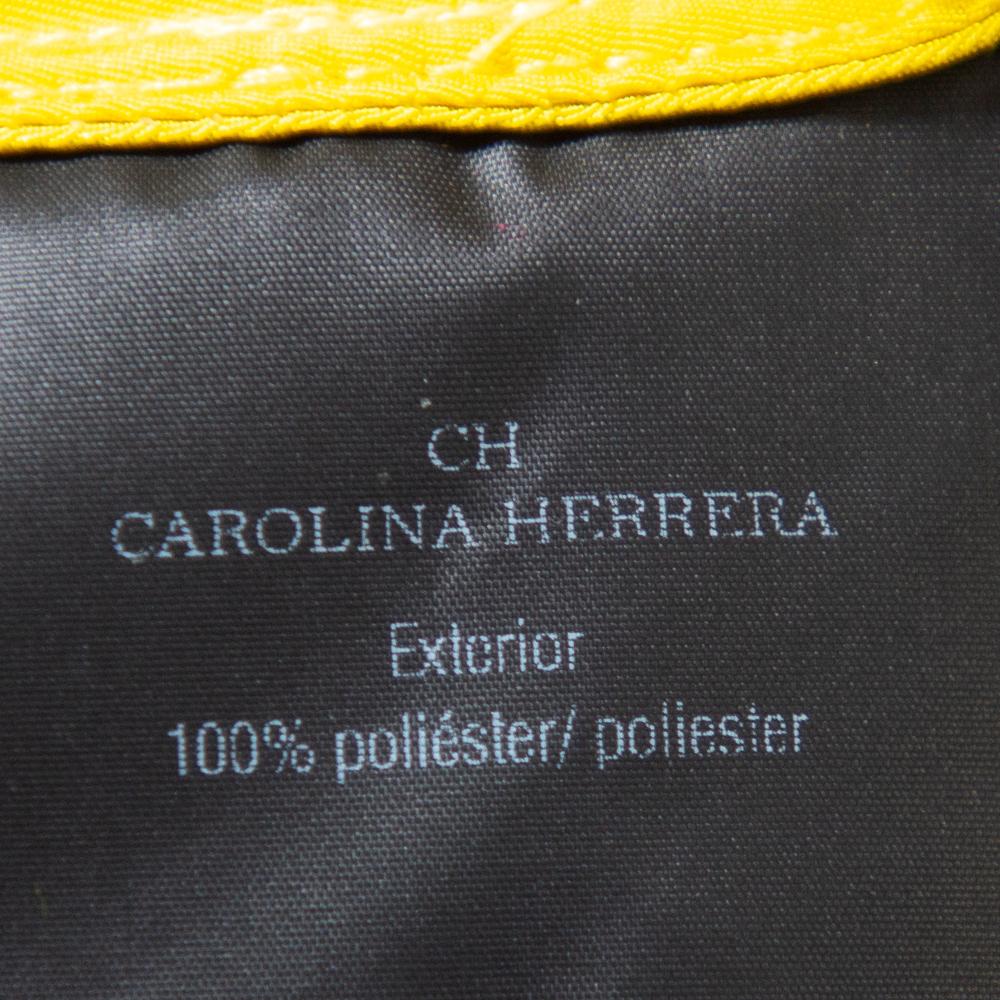 CH
CAROLINA HERRERA
Exterior
100% poliéster/ poliester